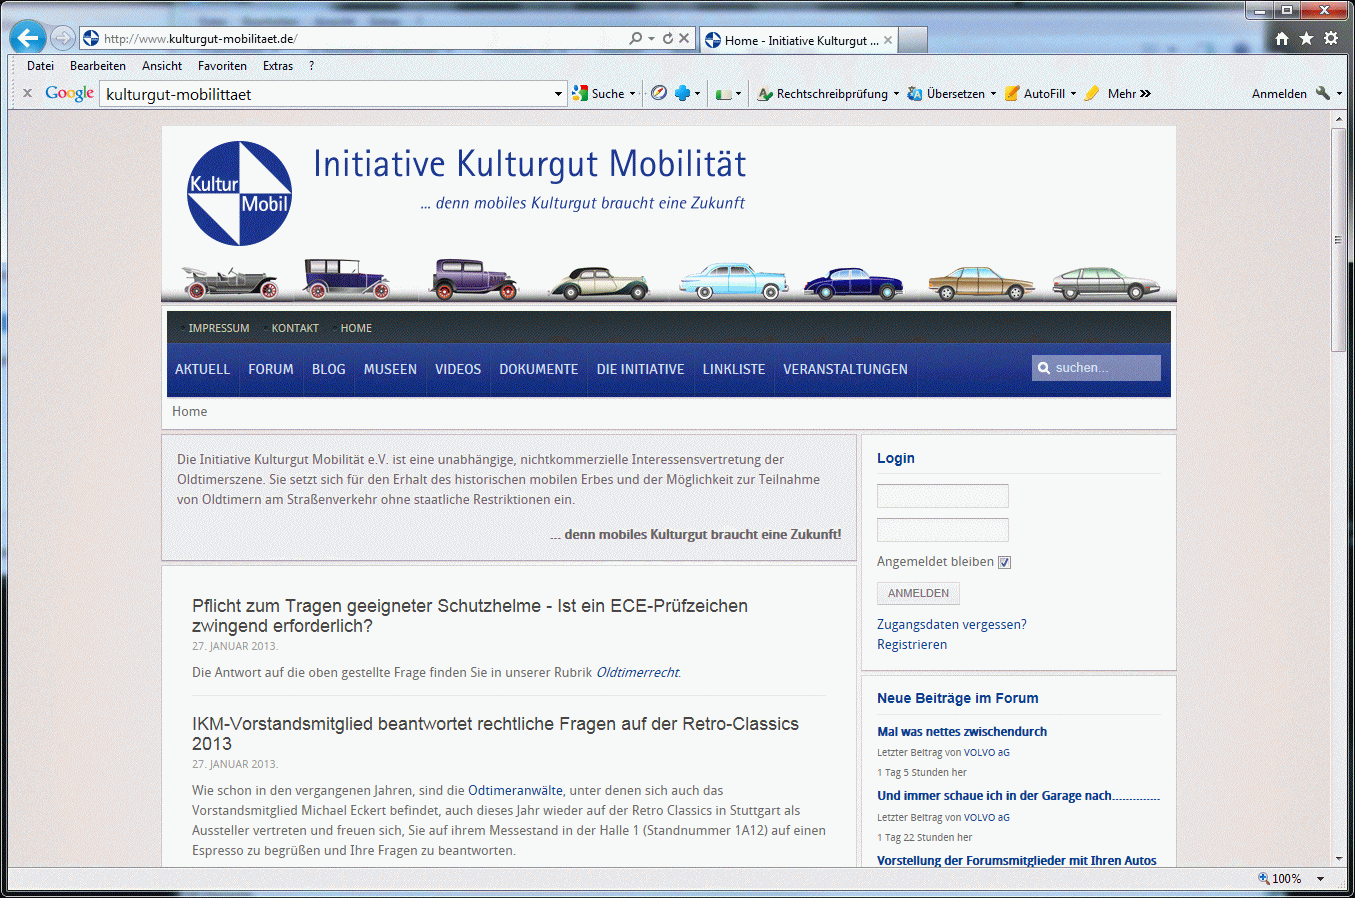 http://www.kulturgut-mobilitaet.de/
Home - Initiative Kulturgut ...
Datei Bearbeiten Ansicht Favoriten Extras ?
Google kulturgut-mobilittaet Suche Rechtschreibprüfung Übersetzen AutoFill Mehr Anmelden
Kultur
Mobil
Initiative Kulturgut Mobilität
... denn mobiles Kulturgut braucht eine Zukunft
IMPRESSUM KONTAKT HOME
AKTUELL FORUM BLOG MUSEEN VIDEOS DOKUMENTE DIE INITIATIVE LINKLISTE VERANSTALTUNGEN suchen...
Home
Die Initiative Kulturgut Mobilität e.V. ist eine unabhängige, nichtkommerzielle Interessensvertretung der
Oldtimerszene. Sie setzt sich für den Erhalt des historischen mobilen Erbes und der Möglichkeit zur Teilnahme
von Oldtimern am Straßenverkehr ohne staatliche Restriktionen ein.
... denn mobiles Kulturgut braucht eine Zukunft!
Pflicht zum Tragen geeigneter Schutzhelme - Ist ein ECE-Prüfzeichen
zwingend erforderlich?
27. JANUAR 2013.
Die Antwort auf die oben gestellte Frage finden Sie in unserer Rubrik Oldtimerrecht.
IKM-Vorstandsmitglied beantwortet rechtliche Fragen auf der Retro-Classics
2013
27. JANUAR 2013.
Wie schon in den vergangenen Jahren, sind die Odtimeranwälte, unter denen sich auch das
Vorstandsmitglied Michael Eckert befindet, auch dieses Jahr wieder auf der Retro Classics in Stuttgart als
Aussteller vertreten und freuen sich, Sie auf ihrem Messestand in der Halle 1 (Standnummer 1A12) auf einen
Espresso zu begrüßen und Ihre Fragen zu beantworten.
Login
Angemeldet bleiben
ANMELDEN
Zugangsdaten vergessen?
Registrieren
Neue Beiträge im Forum
Mal was nettes zwischendurch
Letzter Beitrag von VOLVO aG
1 Tag 5 Stunden her
Und immer schaue ich in der Garage nach..............
Letzter Beitrag von VOLVO aG
1 Tag 22 Stunden her
Vorstellung der Forumsmitglieder mit Ihren Autos
100%